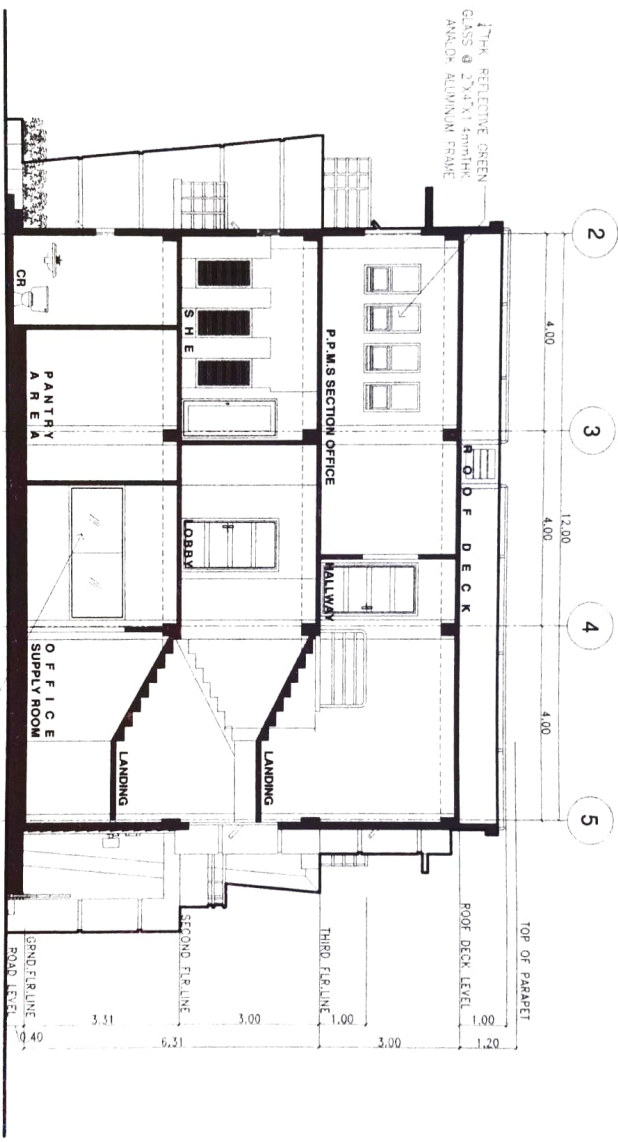 ¼"THK REFLECTIVE GREEN
GLASS @ 2"X4"X1.4mmTHK
ANALOK ALUMINUM FRAME
2
3
4
5
12.00
4.00
4.00
4.00
TOP OF PARAPET
ROOF DECK
ROOF DECK LEVEL
1.00
1.20
P.P.M.S SECTION OFFICE
HALLWAY
3.00
1.00
THIRD FLR.LINE
SHE
LOBBY
LANDING
3.00
SECOND FLR.LINE
6.31
CR
PANTRY
AREA
OFFICE
SUPPLY ROOM
LANDING
3.31
GRND.FLR.LINE
0.40
ROAD LEVEL